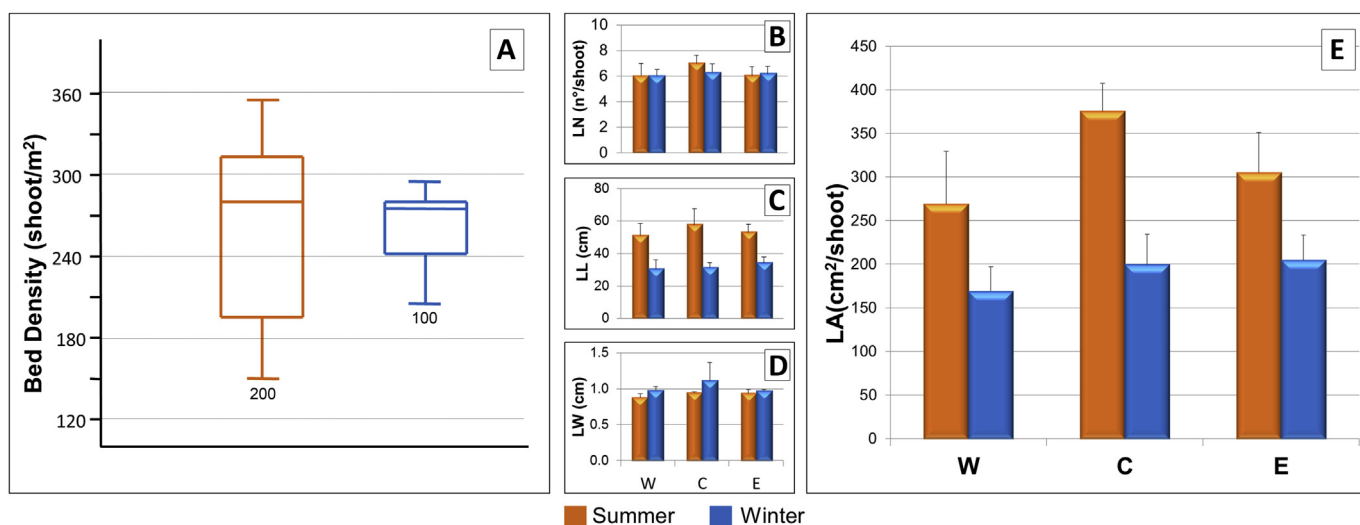 A
Bed Density (shoot/m²)
360
300
240
180
120
200
100
B
LN (n°/shoot)
10
8
6
4
2
0
C
LL (cm)
80
60
40
20
0
D
LW (cm)
1.5
1.0
0.5
0.0
W C E
E
LA(cm²/shoot)
450
400
350
300
250
200
150
100
50
0
W C E
Summer Winter